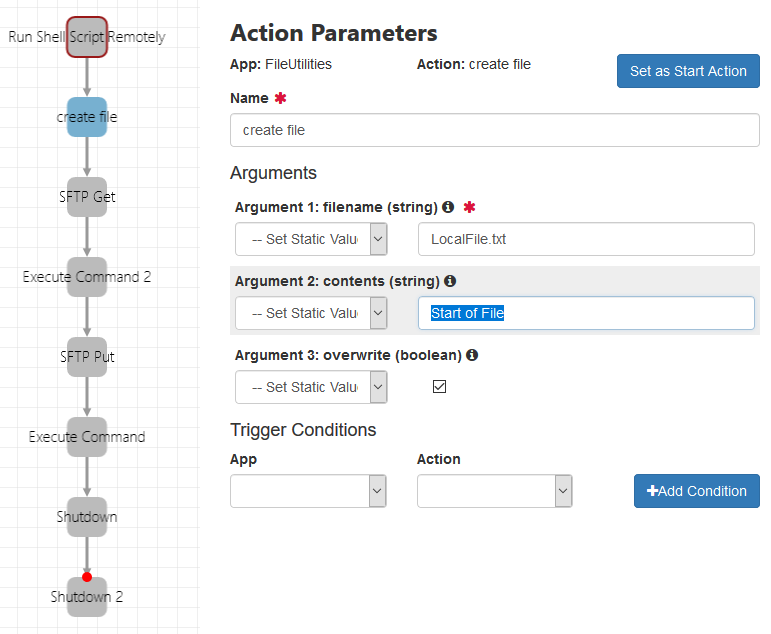 Run Shell Script Remotely
create file
SFTP Get
Execute Command 2
SFTP Put
Execute Command
Shutdown
Shutdown 2
Action Parameters
App: FileUtilities
Action: create file
Set as Start Action
Name ✱
create file
Arguments
Argument 1: filename (string) ✱
-- Set Static Valu
LocalFile.txt
Argument 2: contents (string)
-- Set Static Valu
Start of File
Argument 3: overwrite (boolean)
-- Set Static Valu
Trigger Conditions
App
Action
+Add Condition